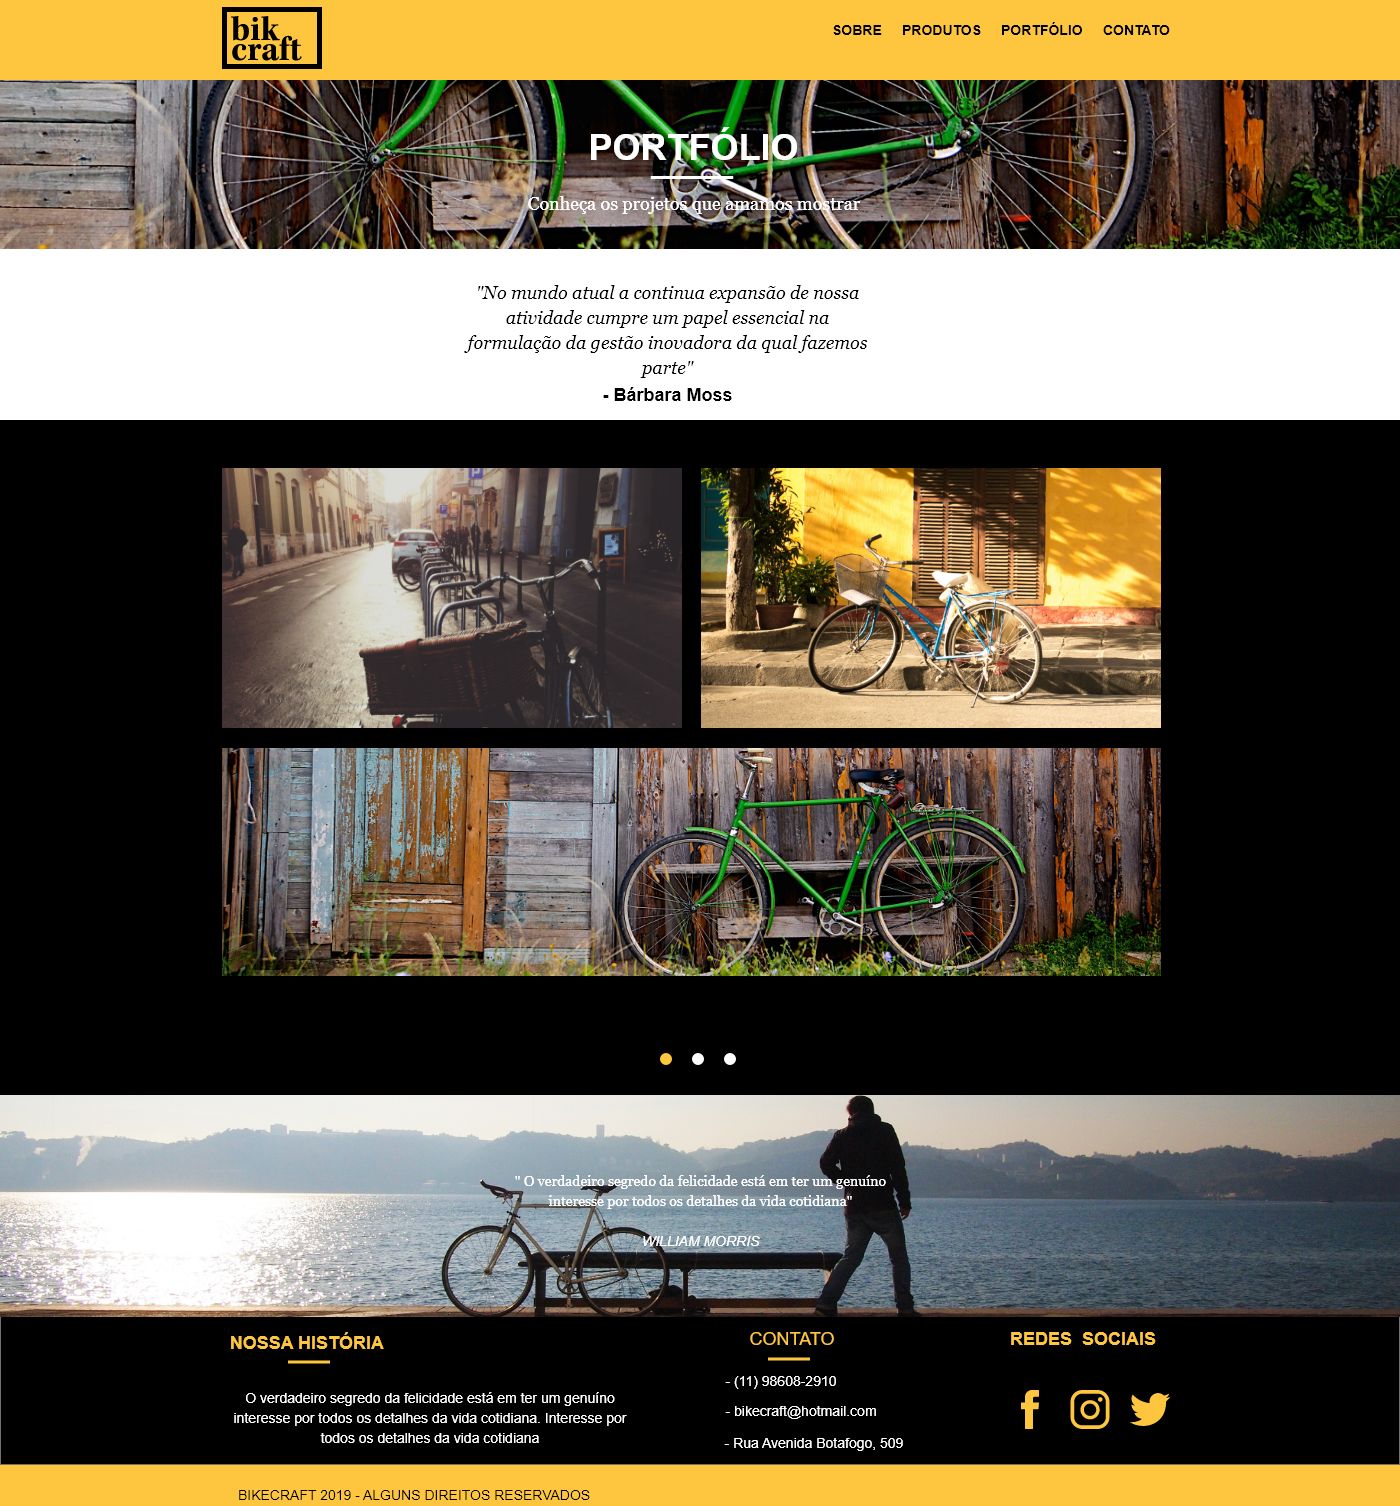 bik
craft
SOBRE PRODUTOS PORTFÓLIO CONTATO
PORTFÓLIO
Conheça os projetos que amamos mostrar
"No mundo atual a continua expansão de nossa
atividade cumpre um papel essencial na
formulação da gestão inovadora da qual fazemos
parte"
- Bárbara Moss
" O verdadeiro segredo da felicidade está em ter um genuíno
interesse por todos os detalhes da vida cotidiana"
WILLIAM MORRIS
NOSSA HISTÓRIA
O verdadeiro segredo da felicidade está em ter um genuíno
interesse por todos os detalhes da vida cotidiana. Interesse por
todos os detalhes da vida cotidiana
CONTATO
- (11) 98608-2910
- bikecraft@hotmail.com
- Rua Avenida Botafogo, 509
REDES SOCIAIS
BIKECRAFT 2019 - ALGUNS DIREITOS RESERVADOS